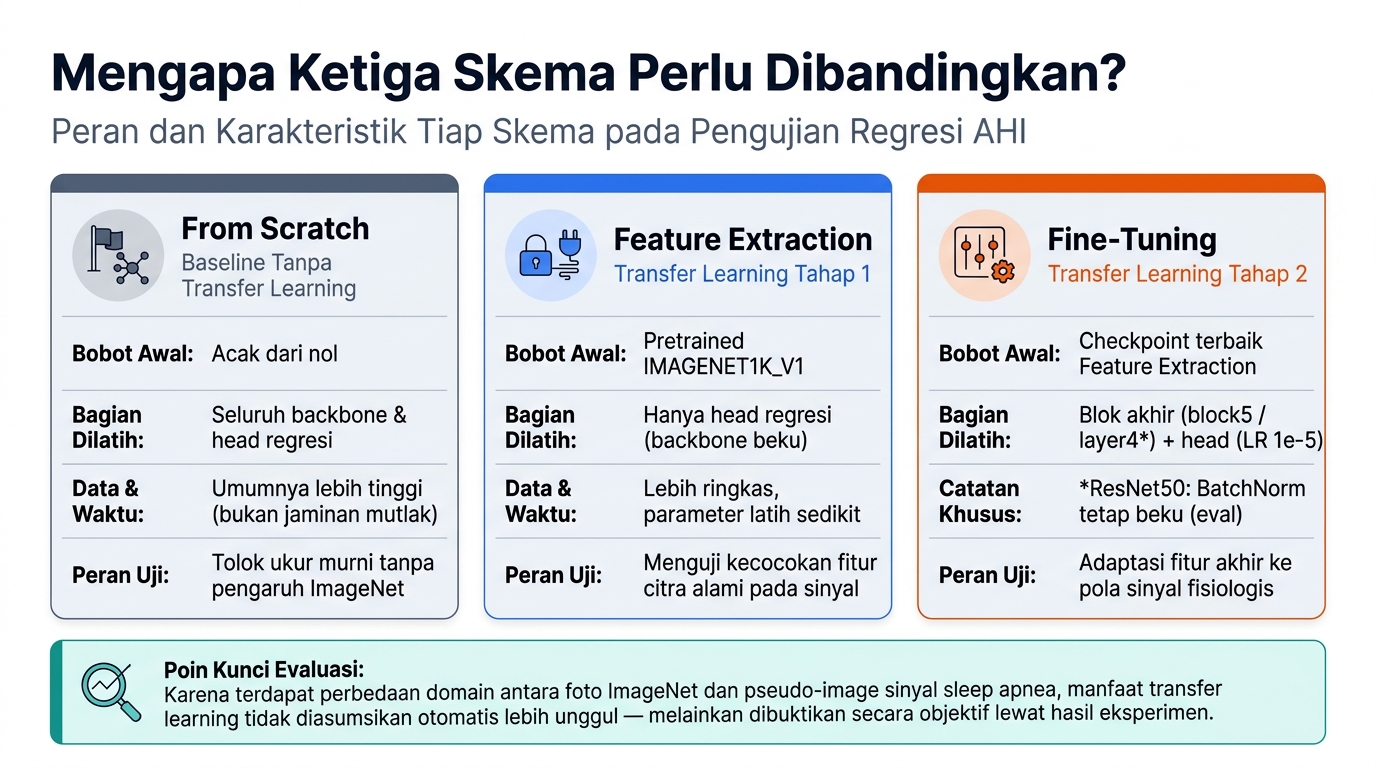 Mengapa Ketiga Skema Perlu Dibandingkan?
Peran dan Karakteristik Tiap Skema pada Pengujian Regresi AHI
From Scratch
Baseline Tanpa
Transfer Learning
Bobot Awal: Acak dari nol
Bagian
Dilatih:
Seluruh backbone &
head regresi
Data &
Waktu:
Umumnya lebih tinggi
(bukan jaminan mutlak)
Peran Uji:
Tolok ukur murni tanpa
pengaruh ImageNet
Feature Extraction
Transfer Learning Tahap 1
Bobot Awal:
Pretrained
IMAGENET1K_V1
Bagian
Dilatih:
Hanya head regresi
(backbone beku)
Data &
Waktu:
Lebih ringkas,
parameter latih sedikit
Peran Uji:
Menguji kecocokan fitur
citra alami pada sinyal
Fine-Tuning
Transfer Learning Tahap 2
Bobot Awal:
Checkpoint terbaik
Feature Extraction
Bagian
Dilatih:
Blok akhir (block5 /
layer4*) + head (LR 1e-5)
Catatan
Khusus:
*ResNet50: BatchNorm
tetap beku (eval)
Peran Uji:
Adaptasi fitur akhir ke
pola sinyal fisiologis
Poin Kunci Evaluasi:
Karena terdapat perbedaan domain antara foto ImageNet dan pseudo-image sinyal sleep apnea, manfaat transfer
learning tidak diasumsikan otomatis lebih unggul — melainkan dibuktikan secara objektif lewat hasil eksperimen.